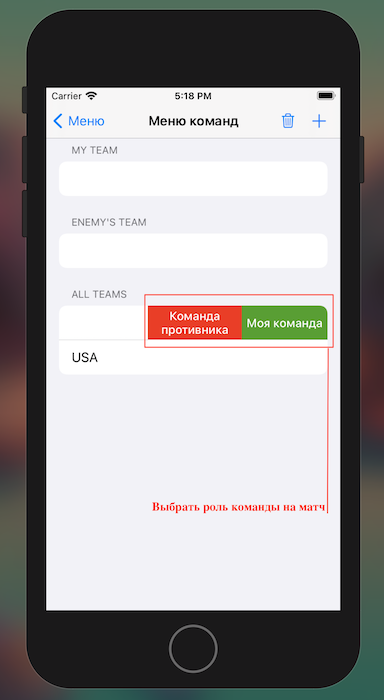 Carrier 5:18 PM
Меню Меню команд
MY TEAM
ENEMY'S TEAM
ALL TEAMS
Команда
противника
Моя команда
USA
Выбрать роль команды на матч